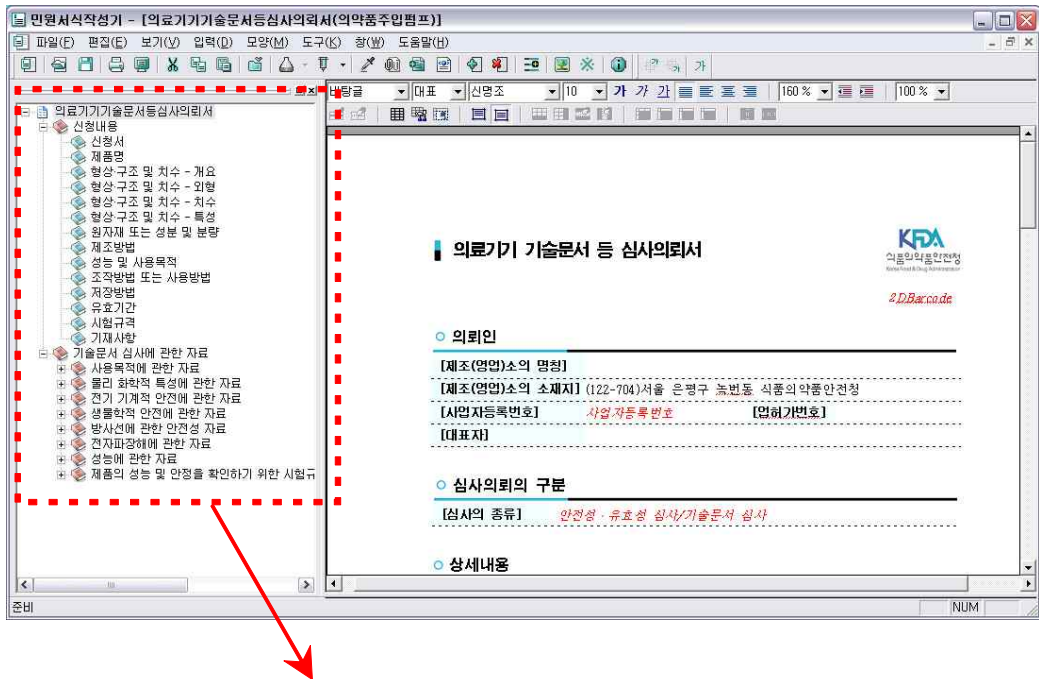 민원서식작성기 - [의료기기기술문서등심사의뢰서(의약품주입펌프)]
파일(F) 편집(E) 보기(V) 입력(D) 모양(M) 도구(K) 창(W) 도움말(H)
바탕글 대표 신명조 10 가 가 가 160 % 100 %
의료기기기술문서등심사의뢰서
신청내용
신청서
제품명
형상·구조 및 치수 - 개요
형상·구조 및 치수 - 외형
형상·구조 및 치수 - 치수
형상·구조 및 치수 - 특성
원자재 또는 성분 및 분량
제조방법
성능 및 사용목적
조작방법 또는 사용방법
저장방법
유효기간
시험규격
기재사항
기술문서 심사에 관한 자료
사용목적에 관한 자료
물리 화학적 특성에 관한 자료
전기 기계적 안전에 관한 자료
생물학적 안전에 관한 자료
방사선에 관한 안전성 자료
전자파장해에 관한 자료
성능에 관한 자료
제품의 성능 및 안정을 확인하기 위한 시험규
의료기기 기술문서 등 심사의뢰서
KFDA
식품의약품안전청
Korea Food & Drug Administration
2DBarcode
의뢰인
[제조(영업)소의 명칭]
[제조(영업)소의 소재지] (122-704)서울 은평구 녹번동 식품의약품안전청
[사업자등록번호] 사업자등록번호 [업허가번호]
[대표자]
심사의뢰의 구분
[심사의 종류] 안전성·유효성 심사/기술문서 심사
상세내용
준비 NUM